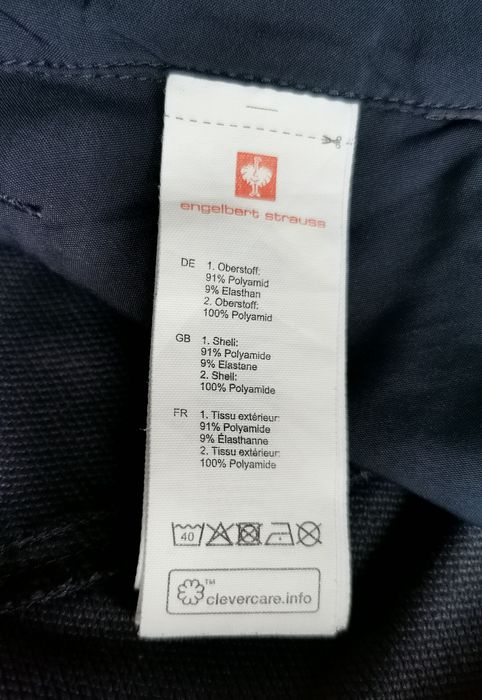 engelbert strauss
DE 1. Oberstoff:
91% Polyamid
9% Elasthan
2. Oberstoff:
100% Polyamid
GB 1. Shell:
91% Polyamide
9% Elastane
2. Shell:
100% Polyamide
FR 1. Tissu extérieur:
91% Polyamide
9% Élasthanne
2. Tissu extérieur:
100% Polyamide
40
™
clevercare.info